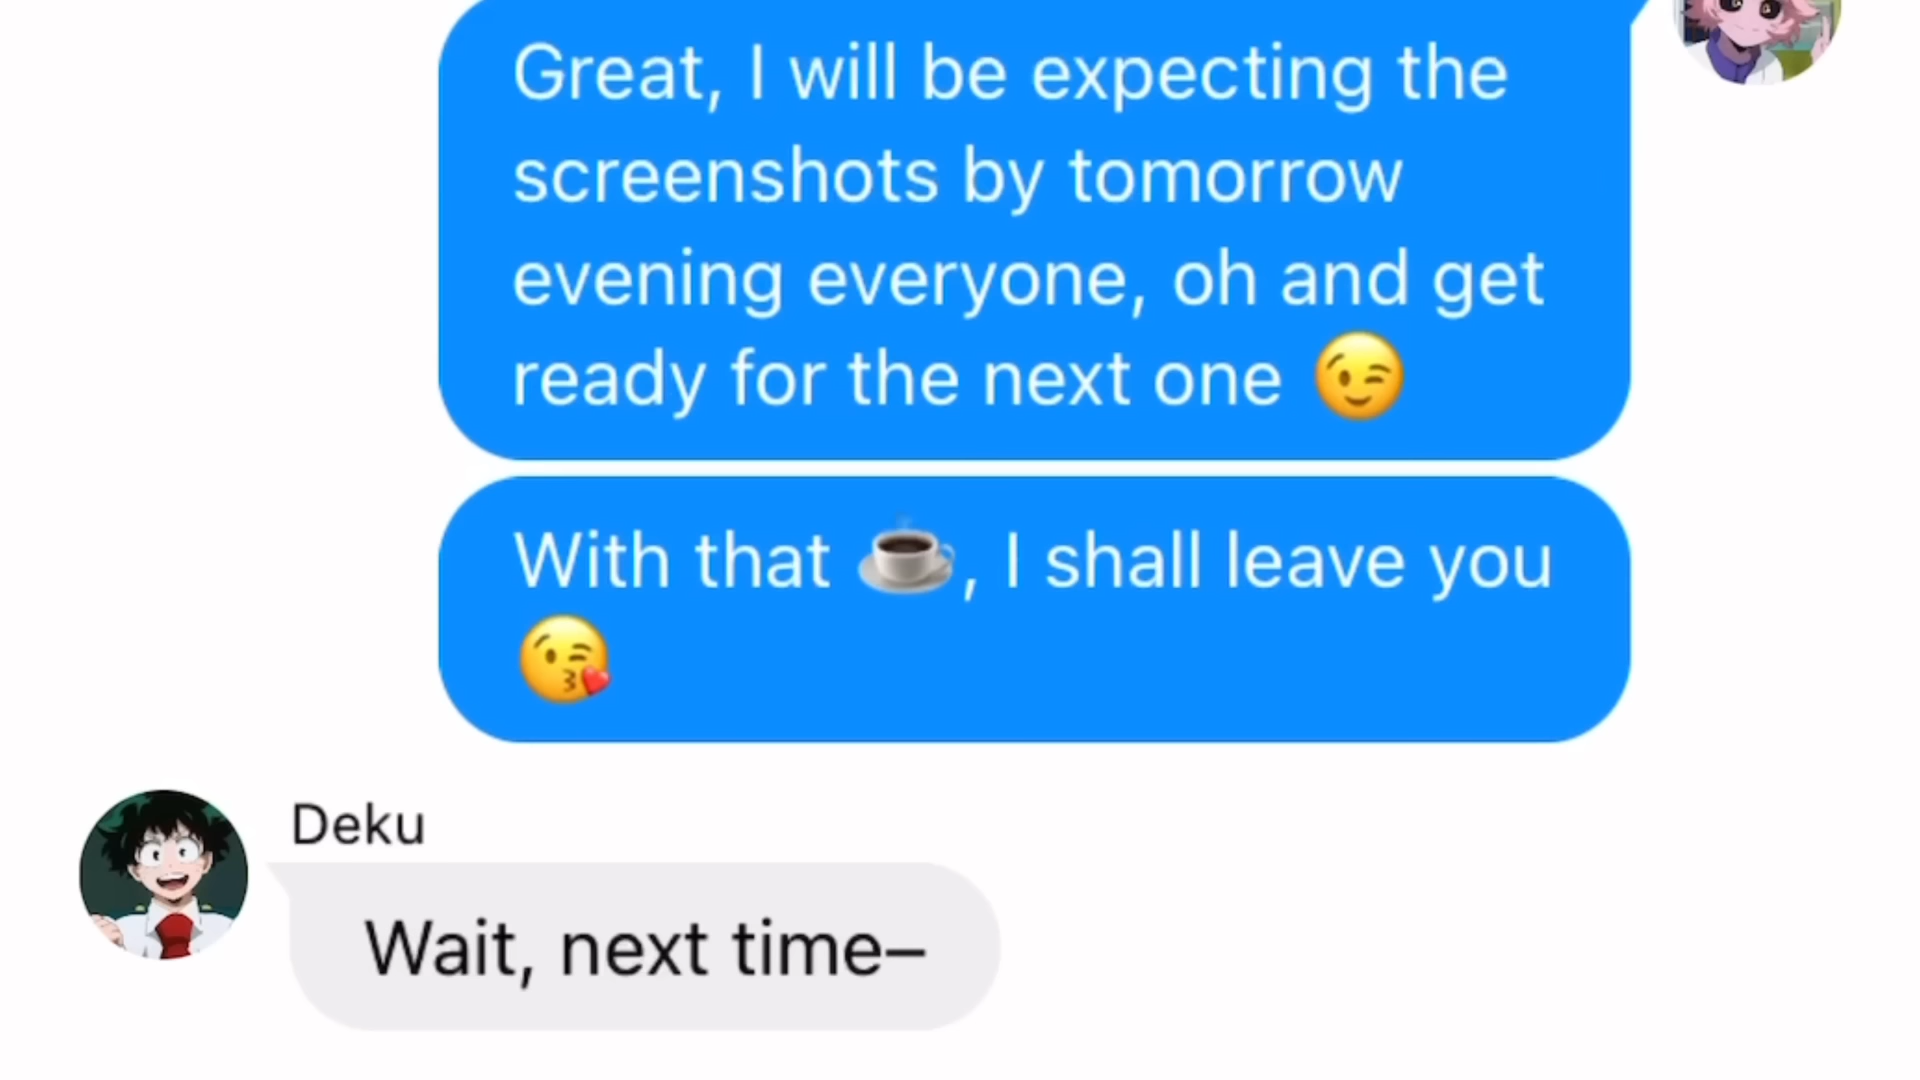 Great, I will be expecting the
screenshots by tomorrow
evening everyone, oh and get
ready for the next one 😉
With that ☕, I shall leave you
😘
Deku
Wait, next time–